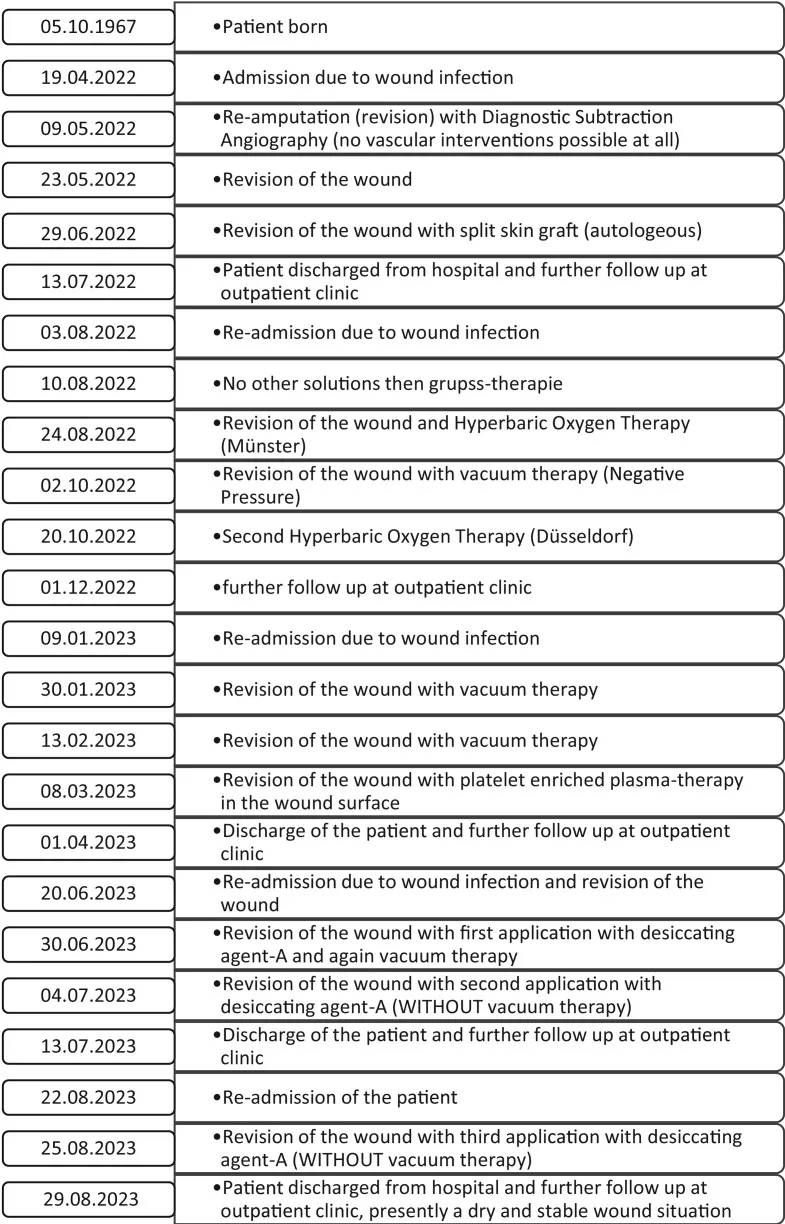 05.10.1967
•Patient born
19.04.2022
•Admission due to wound infection
09.05.2022
•Re-amputation (revision) with Diagnostic Subtraction
Angiography (no vascular interventions possible at all)
23.05.2022
•Revision of the wound
29.06.2022
•Revision of the wound with split skin graft (autologeous)
13.07.2022
•Patient discharged from hospital and further follow up at
outpatient clinic
03.08.2022
•Re-admission due to wound infection
10.08.2022
•No other solutions then grupss-therapie
24.08.2022
•Revision of the wound and Hyperbaric Oxygen Therapy
(Münster)
02.10.2022
•Revision of the wound with vacuum therapy (Negative
Pressure)
20.10.2022
•Second Hyperbaric Oxygen Therapy (Düsseldorf)
01.12.2022
•further follow up at outpatient clinic
09.01.2023
•Re-admission due to wound infection
30.01.2023
•Revision of the wound with vacuum therapy
13.02.2023
•Revision of the wound with vacuum therapy
08.03.2023
•Revision of the wound with platelet enriched plasma-therapy
in the wound surface
01.04.2023
•Discharge of the patient and further follow up at outpatient
clinic
20.06.2023
•Re-admission due to wound infection and revision of the
wound
30.06.2023
•Revision of the wound with first application with desiccating
agent-A and again vacuum therapy
04.07.2023
•Revision of the wound with second application with
desiccating agent-A (WITHOUT vacuum therapy)
13.07.2023
•Discharge of the patient and further follow up at outpatient
clinic
22.08.2023
•Re-admission of the patient
25.08.2023
•Revision of the wound with third application with desiccating
agent-A (WITHOUT vacuum therapy)
29.08.2023
•Patient discharged from hospital and further follow up at
outpatient clinic, presently a dry and stable wound situation